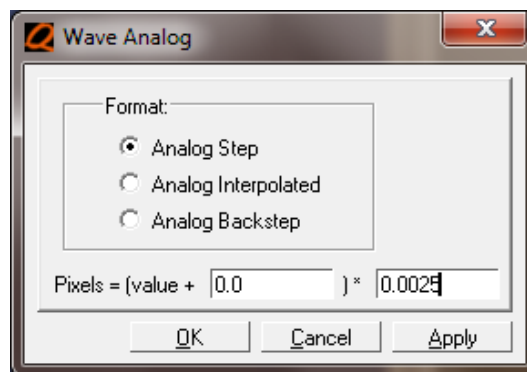 Wave Analog
Format:
Analog Step
Analog Interpolated
Analog Backstep
Pixels = (value + 0.0 ) * 0.0025
OK Cancel Apply